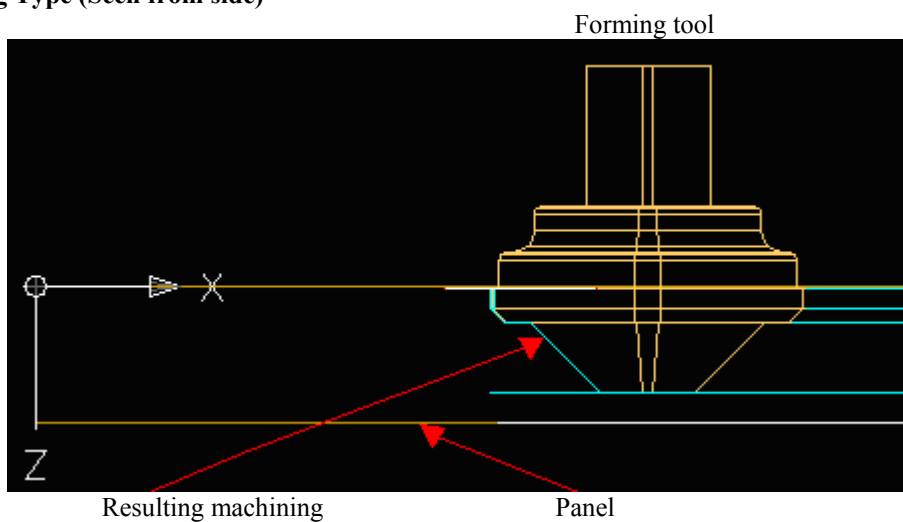 g Type (Seen from side)
Forming tool
X
Z
Resulting machining
Panel